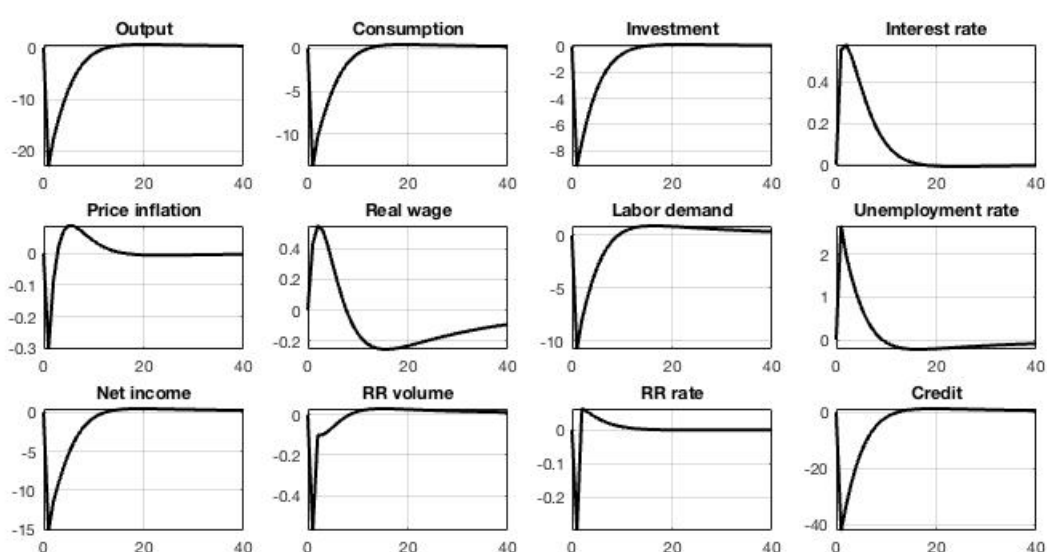 Output
Consumption
Investment
Interest rate
0
-10
-20
0 20 40
0
-5
-10
0 20 40
0
-2
-4
-6
-8
0 20 40
0.4
0.2
0
0 20 40
Price inflation
Real wage
Labor demand
Unemployment rate
0
-0.1
-0.2
-0.3
0 20 40
0.4
0.2
0
-0.2
0 20 40
0
-5
-10
0 20 40
2
1
0
0 20 40
Net income
RR volume
RR rate
Credit
0
-5
-10
-15
0 20 40
0
-0.2
-0.4
0 20 40
0
-0.1
-0.2
0 20 40
0
-20
-40
0 20 40